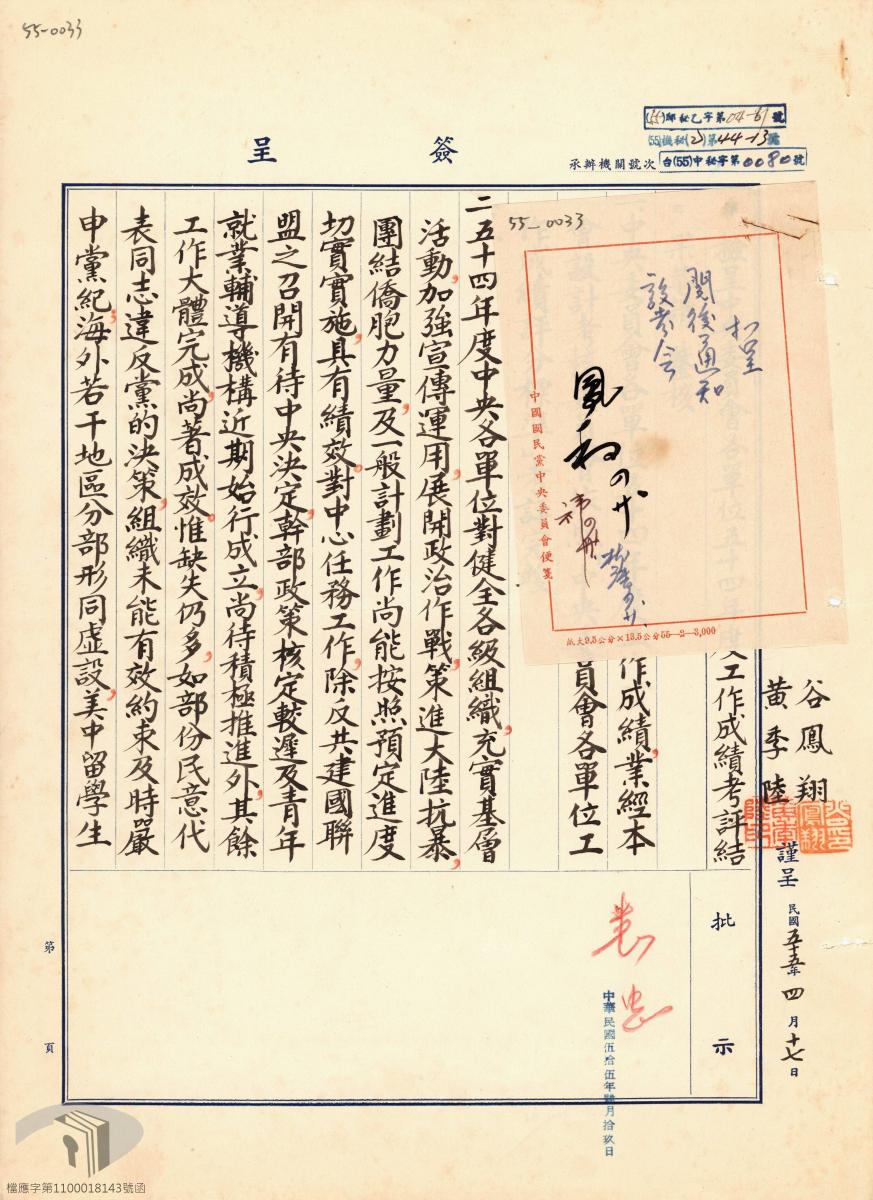 55-0033
簽呈
(55)邱秘乙字第04-61號
(55)機秘(2)第44-13號
承辦機關號次
台(55)中秘字第0080號
55-0033
擬呈
閱後通知
設考會
中國國民黨中央委員會便箋
紙大9.5公分×13.5公分55-2-3,000
工作成績考評結
作成績，業經本
員會各單位工
二五十四年度中央各單位對健全各級組織，充實基層
活動，加強宣傳運用，展開政治作戰，策進大陸抗暴，
團結僑胞力量，及一般計劃工作尚能按照預定進度
切實實施，具有績效。對中心任務工作，除反共建國聯
盟之召開有待中央決定，幹部政策核定較遲及青年
就業輔導機構近期始行成立，尚待積極推進外，其餘
工作大體完成，尚著成效，惟缺失仍多，如部份民意代
表同志違反黨的決策，組織未能有效約束及時嚴
申黨紀，海外若干地區分部形同虛設，美中留學生
谷鳳翔
黃季陸
謹呈
民國五十五年四月十七日
批示
中華民國伍拾伍年肆月拾玖日
第 頁
檔應字第1100018143號函